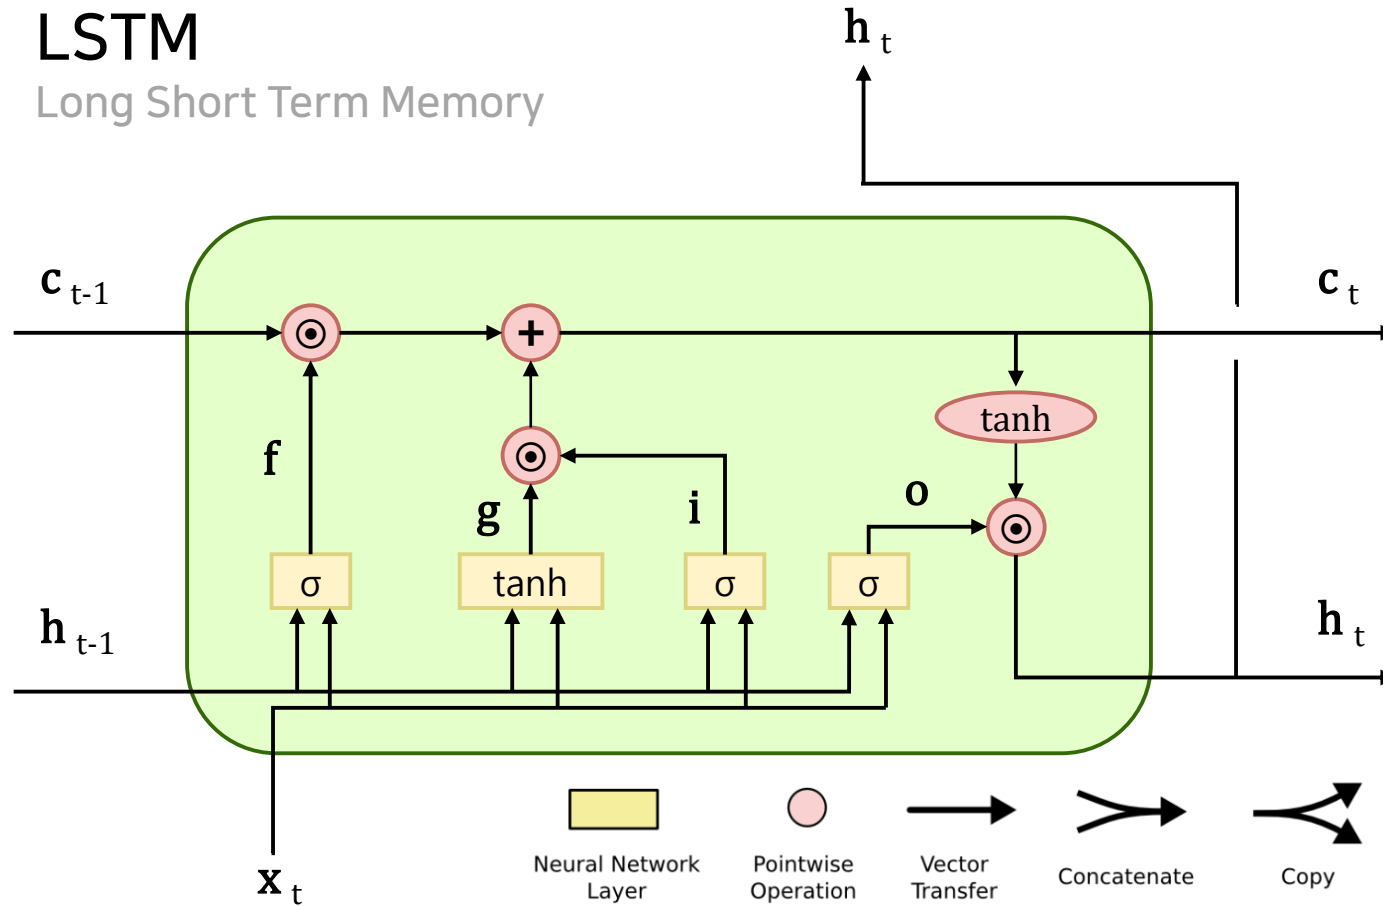 LSTM
Long Short Term Memory
h t
c t-1
c t
⊙
+
tanh
f
⊙
o
g
i
⊙
σ
tanh
σ
σ
h t-1
h t
x t
Neural Network
Layer
Pointwise
Operation
Vector
Transfer
Concatenate
Copy